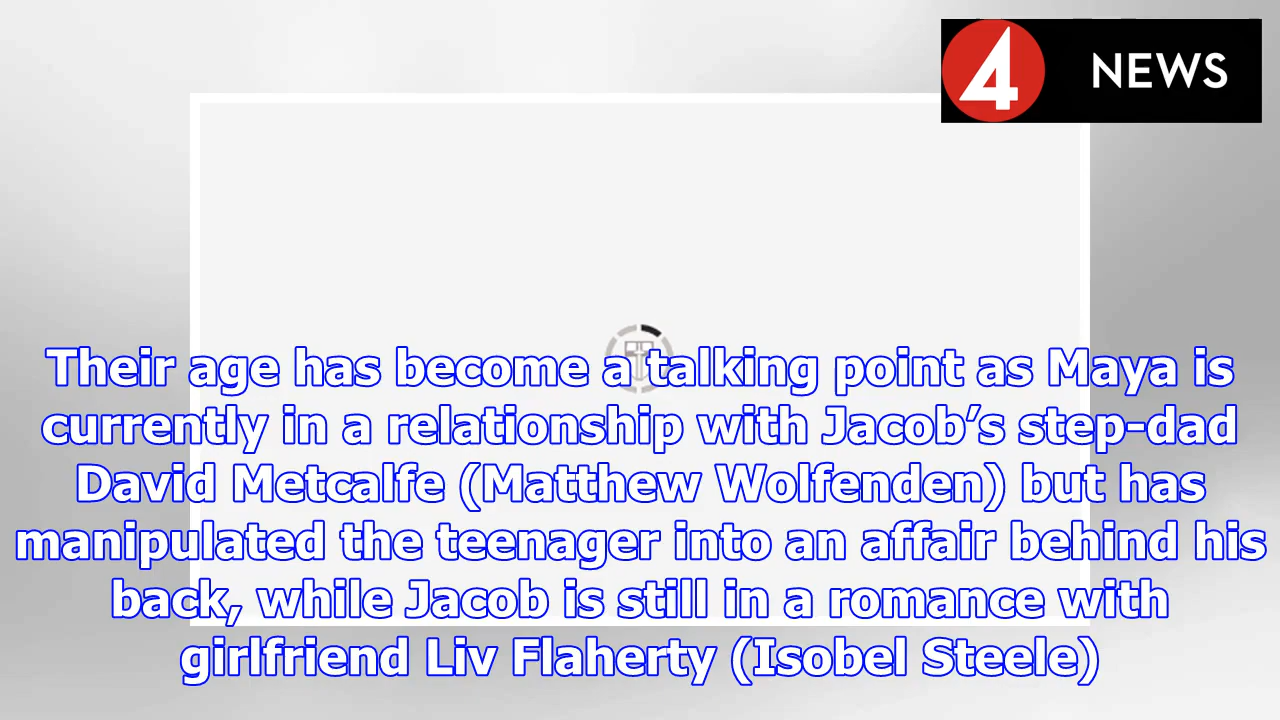 4 NEWS
Their age has become a talking point as Maya is
currently in a relationship with Jacob’s step-dad
David Metcalfe (Matthew Wolfenden) but has
manipulated the teenager into an affair behind his
back, while Jacob is still in a romance with
girlfriend Liv Flaherty (Isobel Steele)